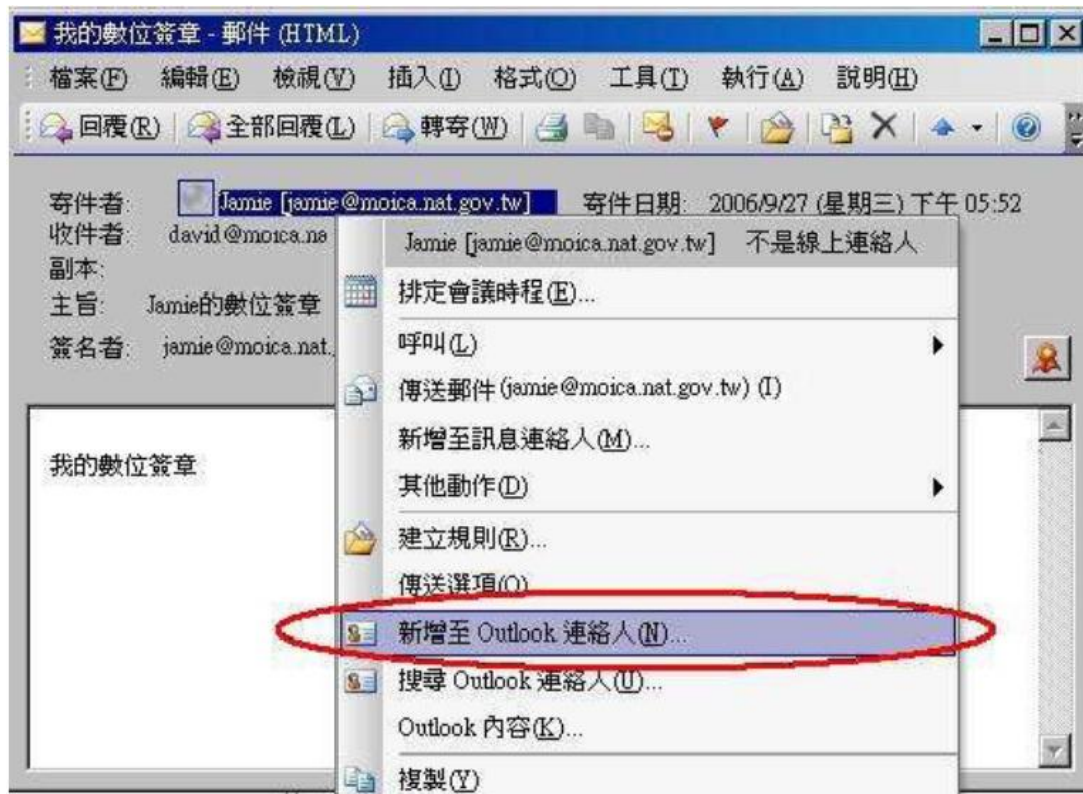 我的數位簽章 - 郵件 (HTML)
檔案(F) 編輯(E) 檢視(V) 插入(I) 格式(O) 工具(T) 執行(A) 說明(H)
回覆(R) 全部回覆(L) 轉寄(W)
寄件者: Jamie [jamie@moica.nat.gov.tw] 寄件日期: 2006/9/27 (星期三) 下午 05:52
收件者: david@moica.na
副本:
主旨: Jamie的數位簽章
簽名者: jamie@moica.nat.
我的數位簽章
Jamie [jamie@moica.nat.gov.tw] 不是線上連絡人
排定會議時程(E)...
呼叫(L)
傳送郵件 (jamie@moica.nat.gov.tw) (I)
新增至訊息連絡人(M)...
其他動作(D)
建立規則(R)...
傳送選項(O)
新增至 Outlook 連絡人(N)...
搜尋 Outlook 連絡人(U)...
Outlook 內容(K)...
複製(Y)